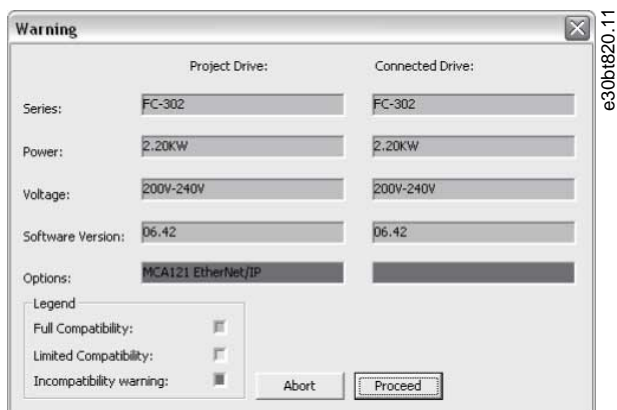 Warning
Project Drive: Connected Drive:
Series: FC-302 FC-302
Power: 2.20KW 2.20KW
Voltage: 200V-240V 200V-240V
Software Version: 06.42 06.42
Options: MCA121 EtherNet/IP
Legend
Full Compatibility:
Limited Compatibility:
Incompatibility warning:
Abort Proceed
e30bt820.11